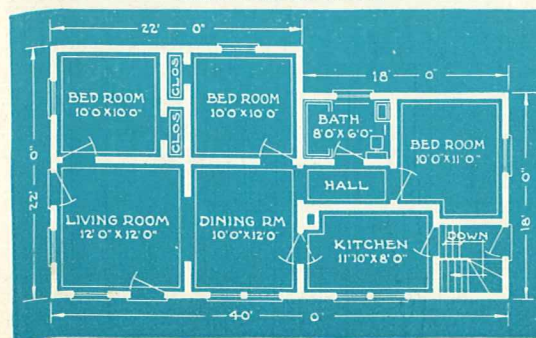 22' 0"
18' 0"
BED ROOM
10'0"X10'0"
CLOS
CLOS
BED ROOM
10'0"X10'0"
BATH
8'0"X6'0"
BED ROOM
10'0"X11'0"
22' 0"
HALL
18' 0"
LIVING ROOM
12'0"X12'0"
DINING RM
10'0"X12'0"
KITCHEN
11'10"X8'0"
DOWN
40' 0"